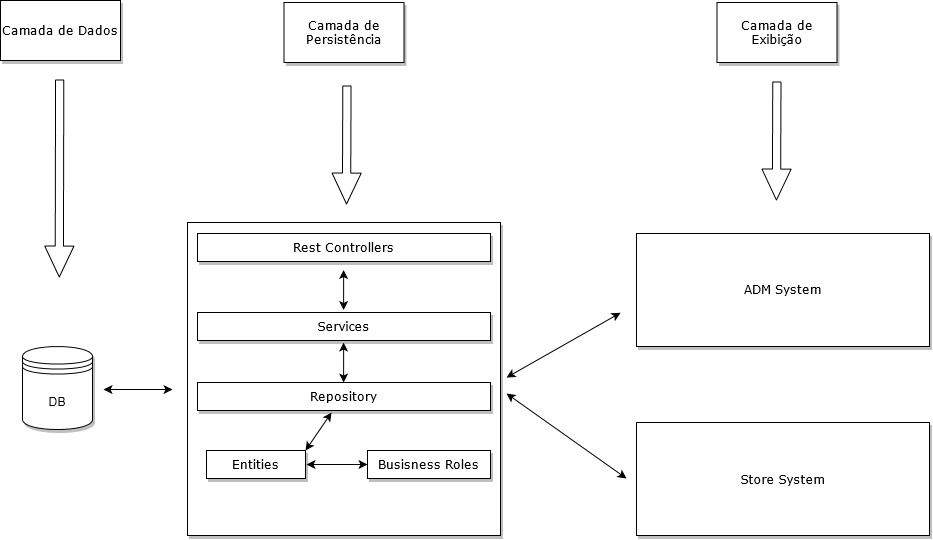 Camada de Dados
Camada de
Persistência
Camada de
Exibição
Rest Controllers
Services
Repository
Entities
Busisness Roles
DB
ADM System
Store System